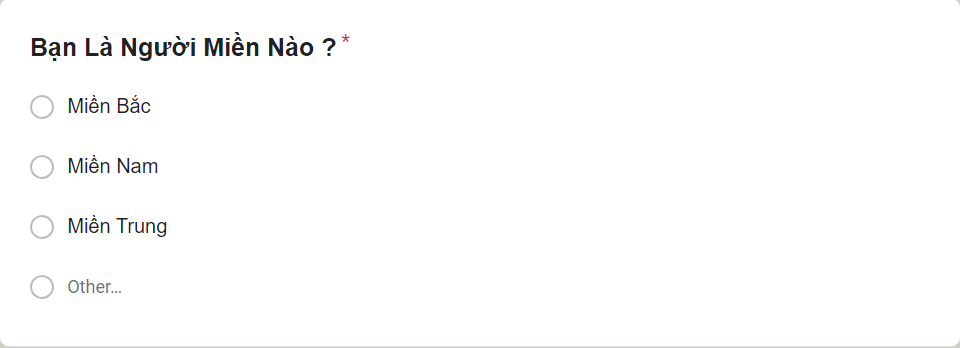 Bạn Là Người Miền Nào ? *
Miền Bắc
Miền Nam
Miền Trung
Other...